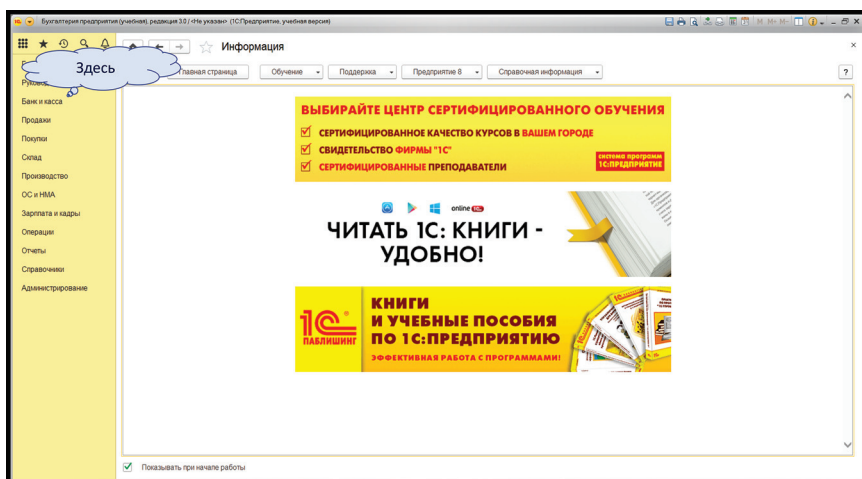 Бухгалтерия предприятия (учебная), редакция 3.0 / <Не указан> (1С:Предприятие, учебная версия)
M M+ M-
Информация
Здесь
Главная страница
Обучение
Поддержка
Предприятие 8
Справочная информация
?
Банк и касса
Продажи
Покупки
Склад
Производство
ОС и НМА
Зарплата и кадры
Операции
Отчеты
Справочники
Администрирование
ВЫБИРАЙТЕ ЦЕНТР СЕРТИФИЦИРОВАННОГО ОБУЧЕНИЯ
СЕРТИФИЦИРОВАННОЕ КАЧЕСТВО КУРСОВ В ВАШЕМ ГОРОДЕ
СВИДЕТЕЛЬСТВО ФИРМЫ "1С"
СЕРТИФИЦИРОВАННЫЕ ПРЕПОДАВАТЕЛИ
система программ
1С:ПРЕДПРИЯТИЕ
online 1С
ЧИТАТЬ 1С: КНИГИ -
УДОБНО!
1С
ПАБЛИШИНГ
КНИГИ
И УЧЕБНЫЕ ПОСОБИЯ
ПО 1С:ПРЕДПРИЯТИЮ
ЭФФЕКТИВНАЯ РАБОТА С ПРОГРАММАМИ!
Показывать при начале работы